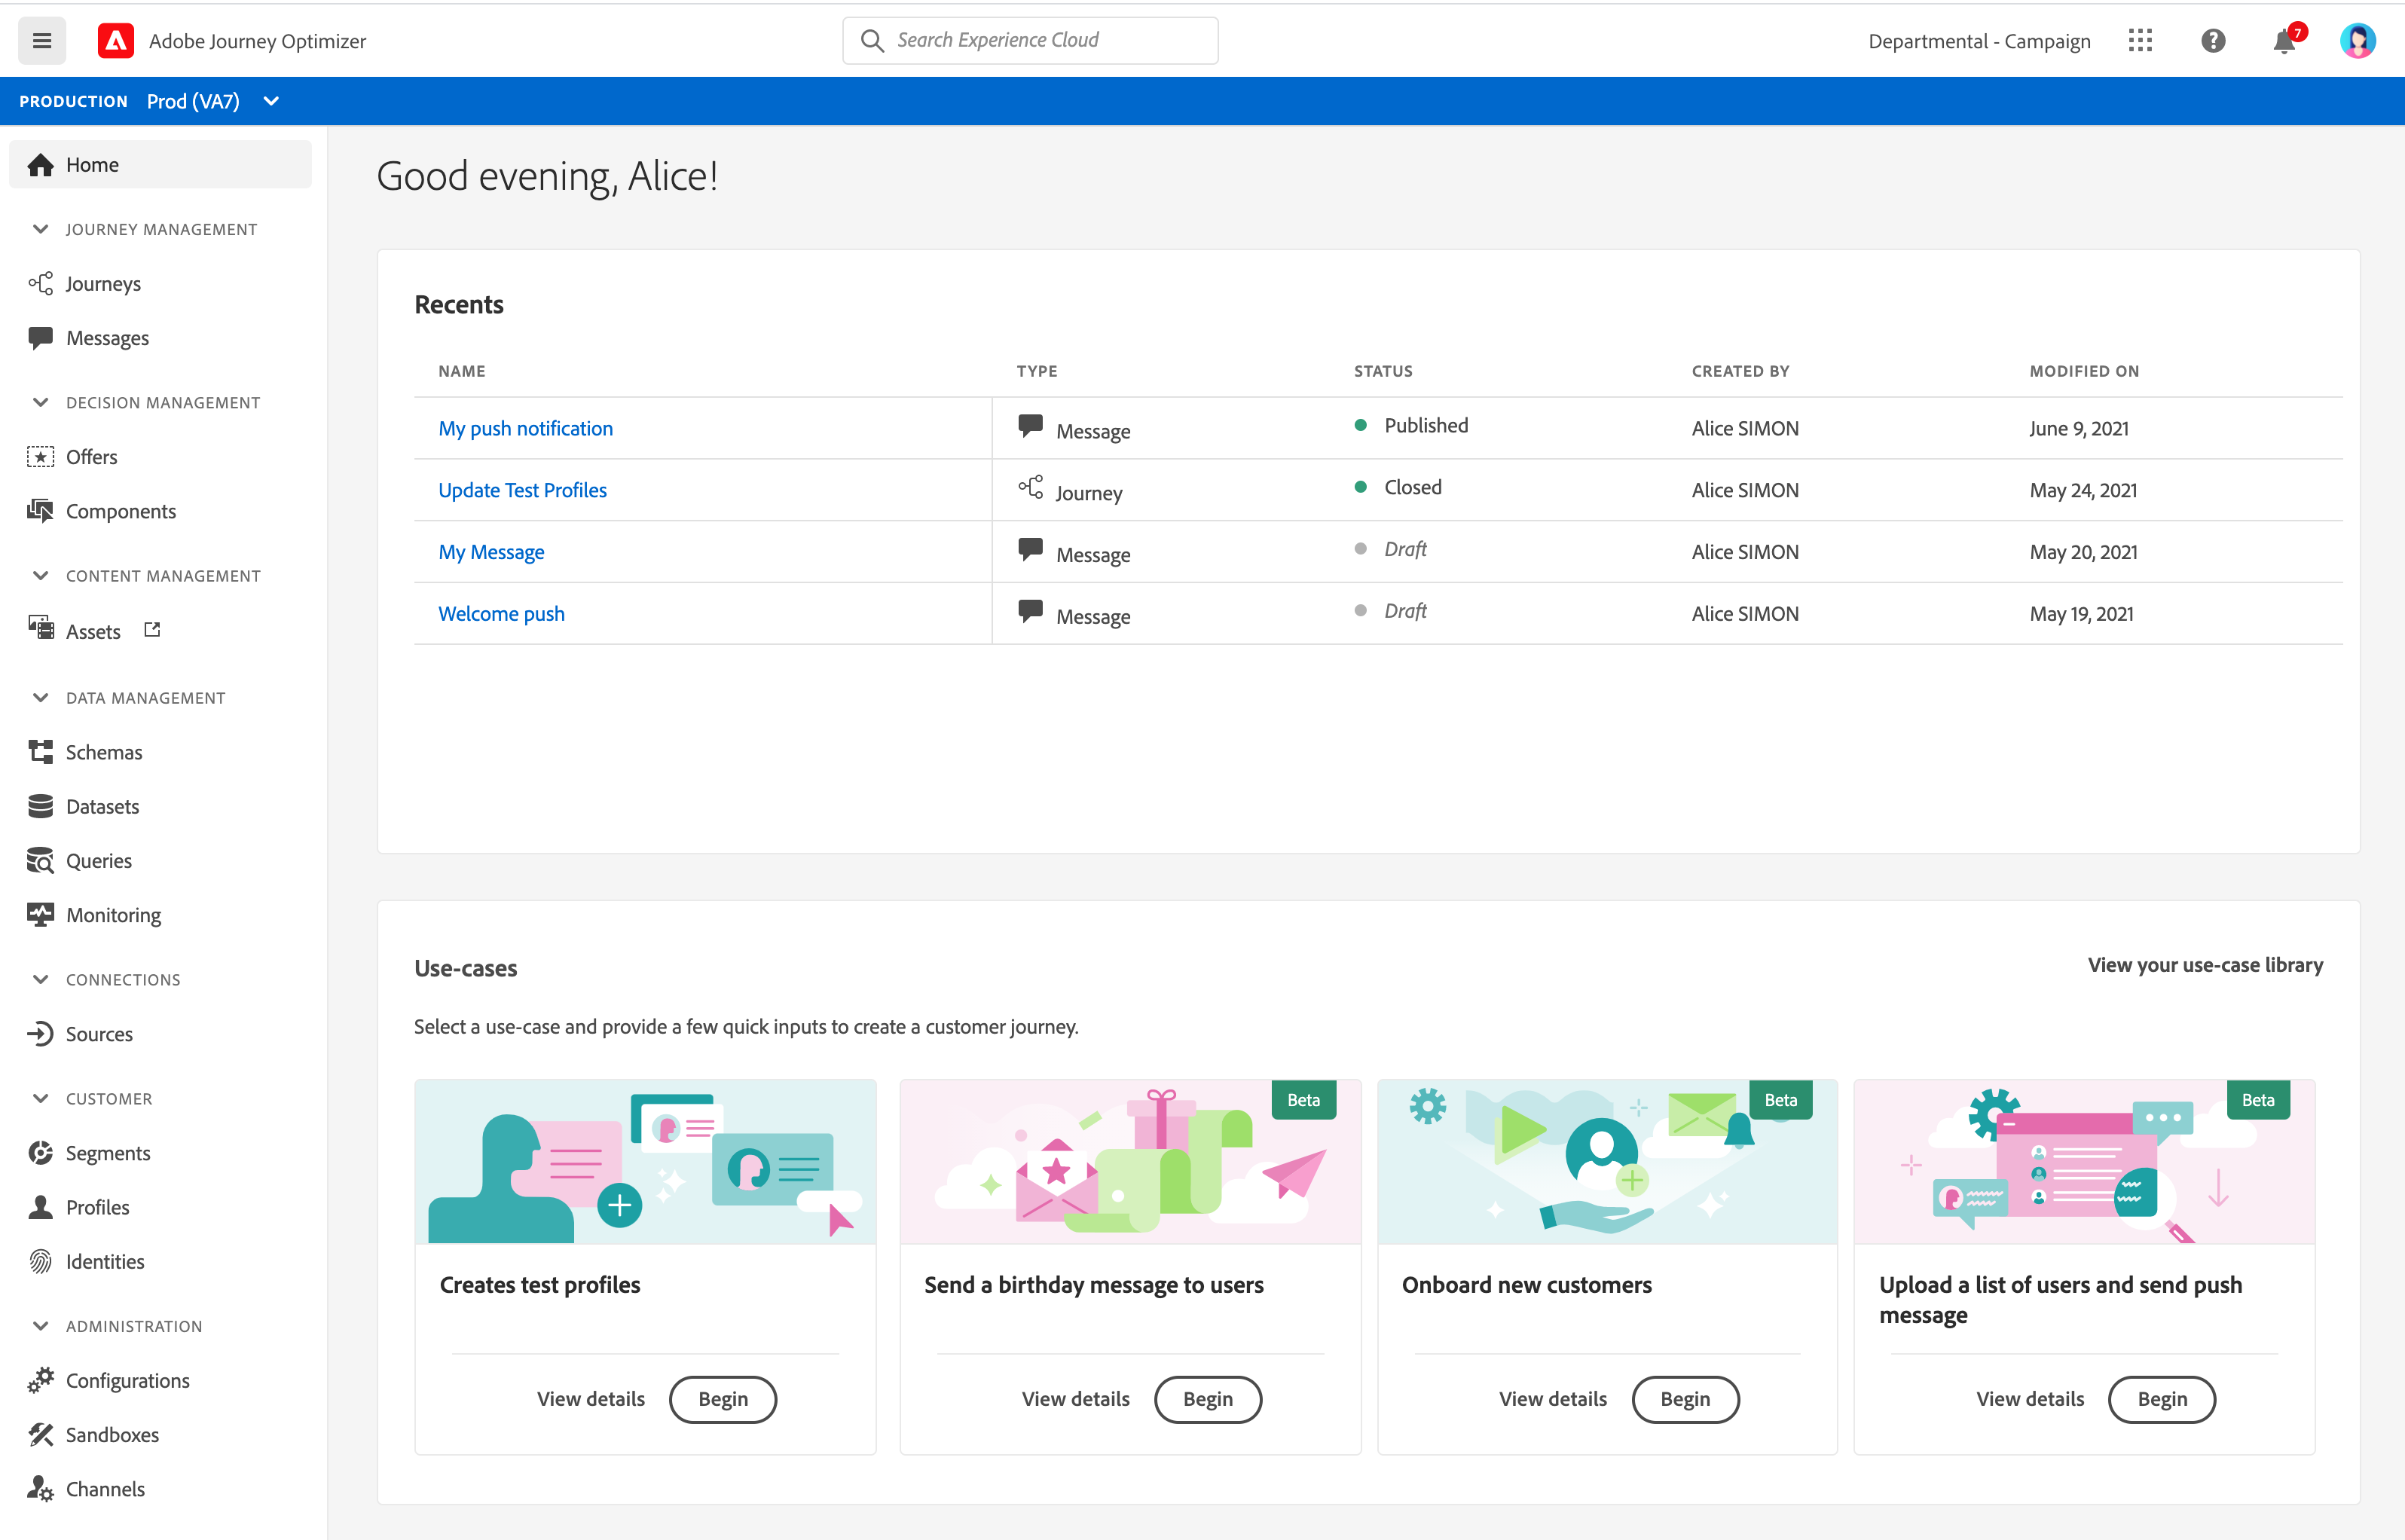 Adobe Journey Optimizer
Search Experience Cloud
Departmental - Campaign
7
PRODUCTION Prod (VA7)
Home
JOURNEY MANAGEMENT
Journeys
Messages
DECISION MANAGEMENT
Offers
Components
CONTENT MANAGEMENT
Assets
DATA MANAGEMENT
Schemas
Datasets
Queries
Monitoring
CONNECTIONS
Sources
CUSTOMER
Segments
Profiles
Identities
ADMINISTRATION
Configurations
Sandboxes
Channels
Good evening, Alice!
Recents
NAME TYPE STATUS CREATED BY MODIFIED ON
My push notification Message Published Alice SIMON June 9, 2021
Update Test Profiles Journey Closed Alice SIMON May 24, 2021
My Message Message Draft Alice SIMON May 20, 2021
Welcome push Message Draft Alice SIMON May 19, 2021
Use-cases
View your use-case library
Select a use-case and provide a few quick inputs to create a customer journey.
Creates test profiles
View details Begin
Beta
Send a birthday message to users
View details Begin
Beta
Onboard new customers
View details Begin
Beta
Upload a list of users and send push
message
View details Begin